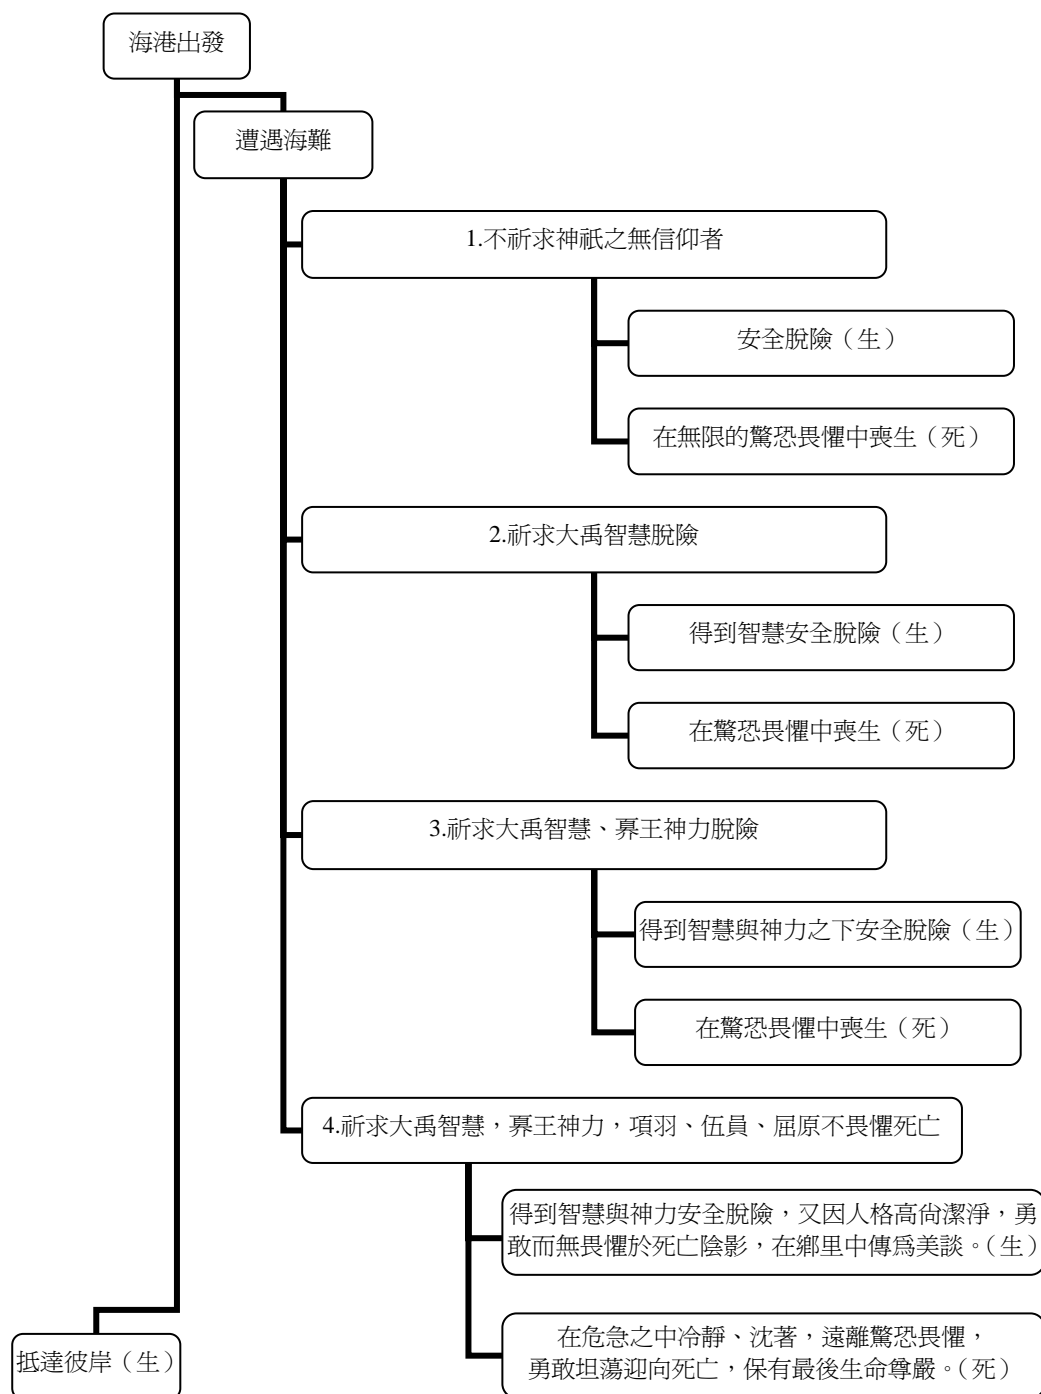 海港出發
遭遇海難
1.不祈求神祇之無信仰者
安全脫險（生）
在無限的驚恐畏懼中喪生（死）
2.祈求大禹智慧脫險
得到智慧安全脫險（生）
在驚恐畏懼中喪生（死）
3.祈求大禹智慧、奡王神力脫險
得到智慧與神力之下安全脫險（生）
在驚恐畏懼中喪生（死）
4.祈求大禹智慧，奡王神力，項羽、伍員、屈原不畏懼死亡
得到智慧與神力安全脫險，又因人格高尚潔淨，勇
敢而無畏懼於死亡陰影，在鄉里中傳為美談。（生）
在危急之中冷靜、沈著，遠離驚恐畏懼，
勇敢坦蕩迎向死亡，保有最後生命尊嚴。（死）
抵達彼岸（生）